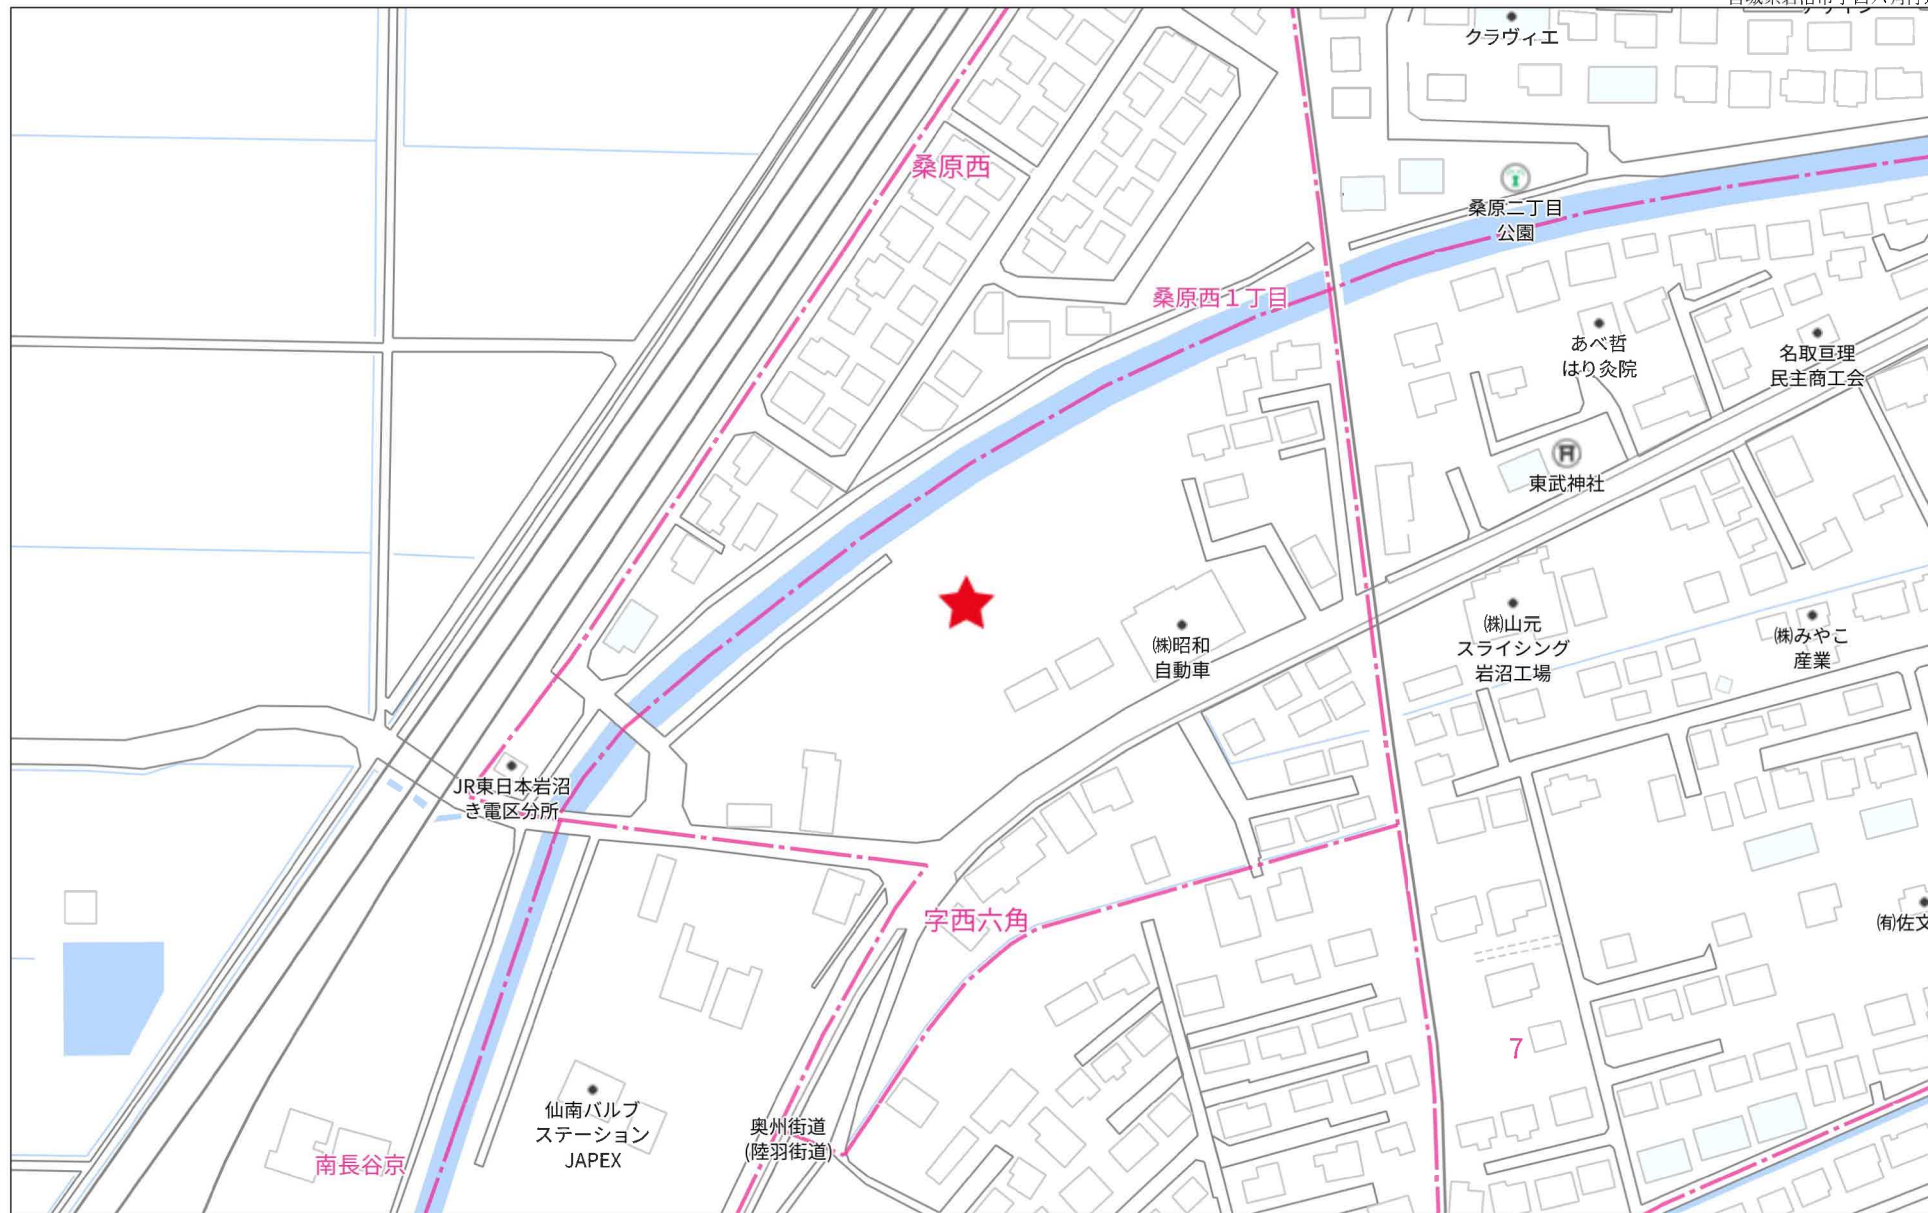 クラヴィエ
桑原西
桑原二丁目
公園
桑原西1丁目
あべ哲
はり灸院
名取亘理
民主商工会
東武神社
㈱昭和
自動車
㈱山元
スライシング
岩沼工場
㈱みやこ
産業
JR東日本岩沼
き電区分所
字西六角
㈲佐文
7
仙南バルブ
ステーション
JAPEX
奥州街道
(陸羽街道)
南長谷京